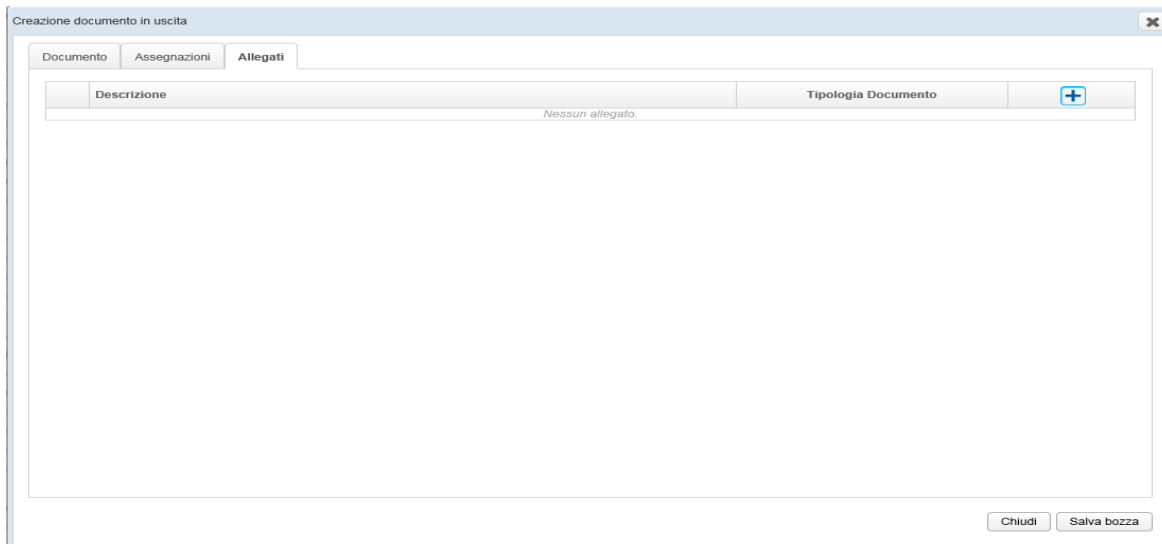 Creazione documento in uscita
Documento Assegnazioni Allegati
Descrizione Tipologia Documento
Nessun allegato.
Chiudi Salva bozza